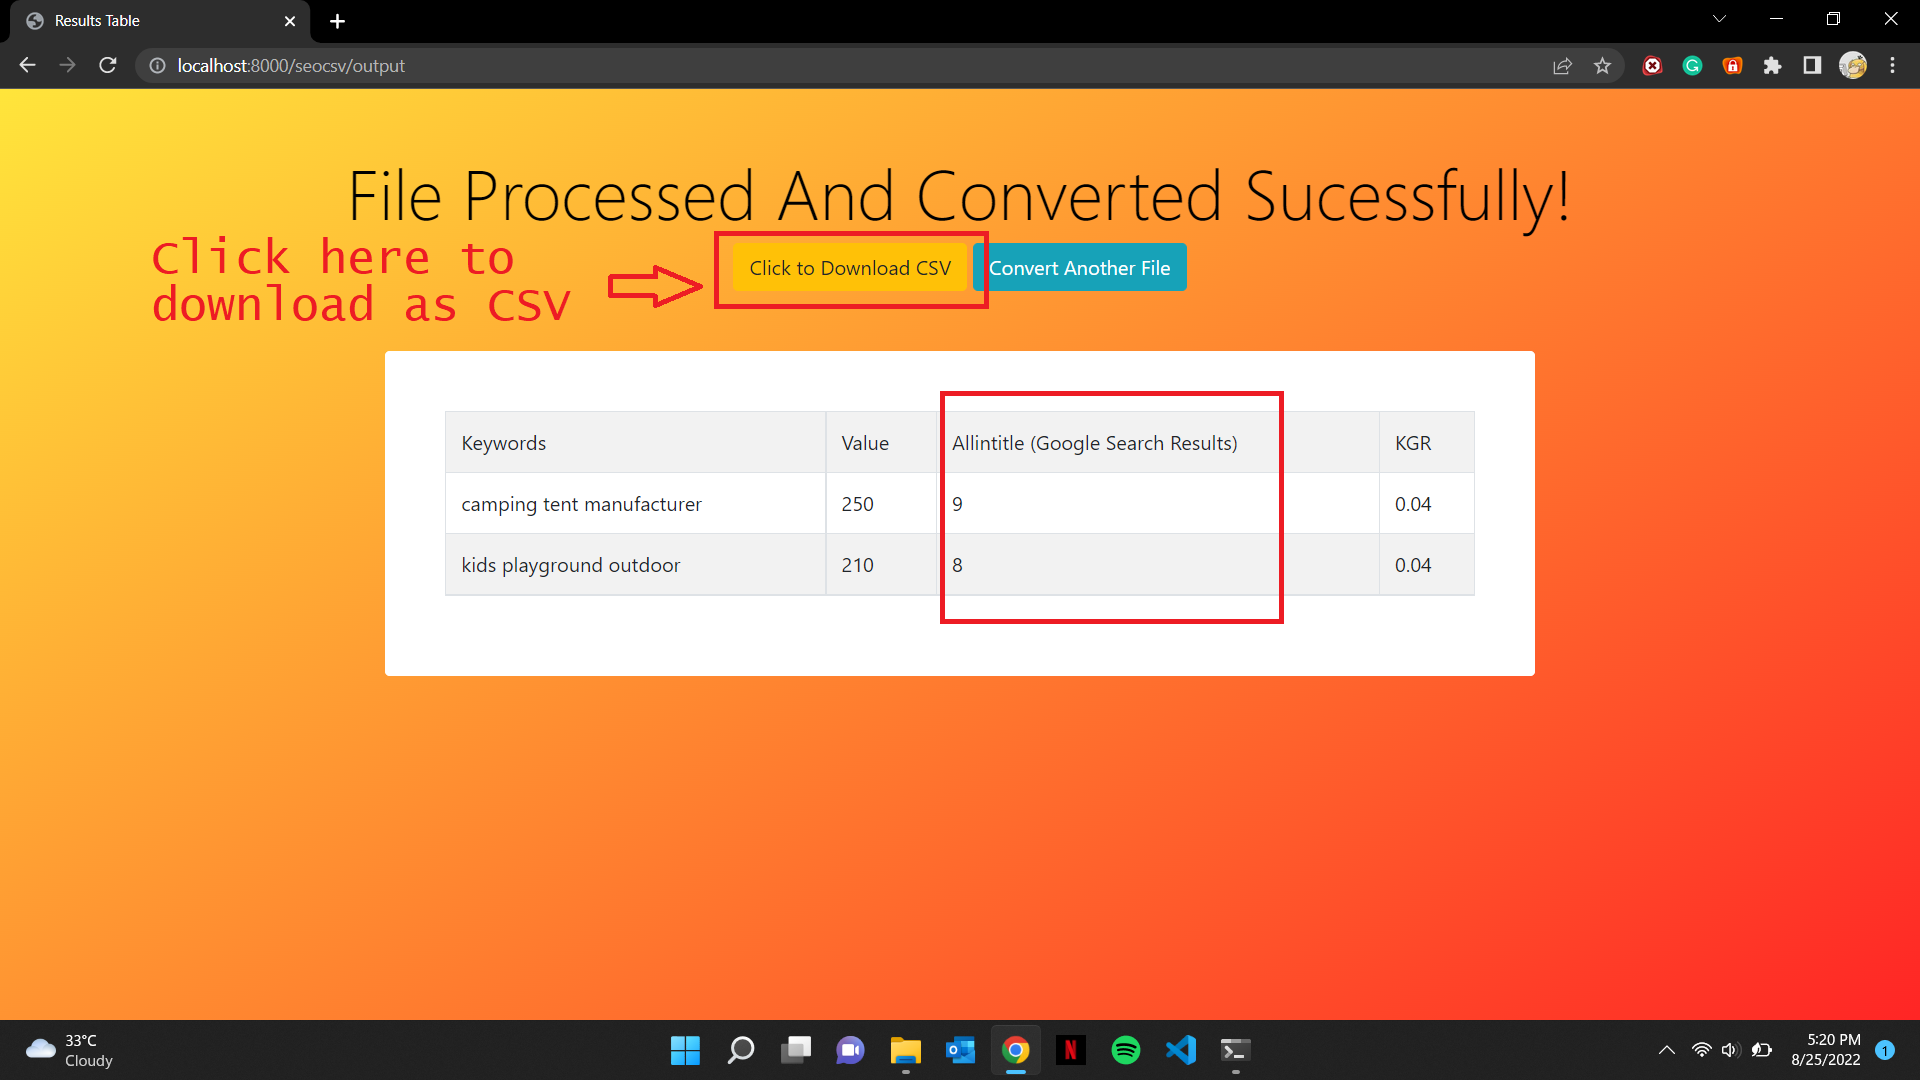 Results Table
localhost:8000/seocsv/output
File Processed And Converted Sucessfully!
Click here to
download as CSV
Click to Download CSV
Convert Another File
Keywords Value Allintitle (Google Search Results) KGR
camping tent manufacturer 250 9 0.04
kids playground outdoor 210 8 0.04
33°C
Cloudy
N
5:20 PM
8/25/2022
1